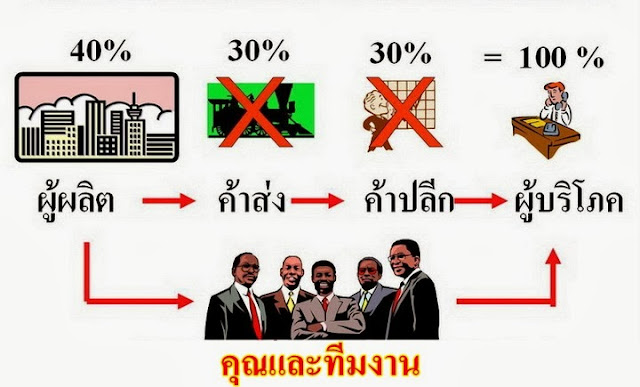 40% 30% 30% = 100 %
ผู้ผลิต ค้าส่ง ค้าปลีก ผู้บริโภค
คุณและทีมงาน